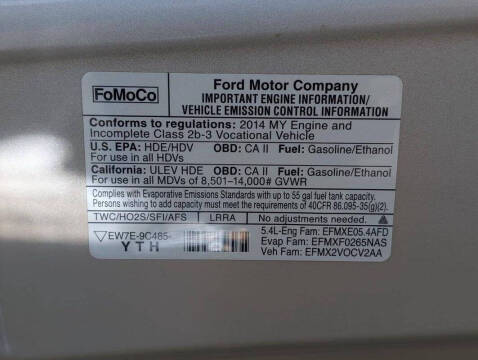 FoMoCo
Ford Motor Company
IMPORTANT ENGINE INFORMATION/
VEHICLE EMISSION CONTROL INFORMATION
Conforms to regulations: 2014 MY Engine and
Incomplete Class 2b-3 Vocational Vehicle
U.S. EPA: HDE/HDV OBD: CA II Fuel: Gasoline/Ethanol
For use in all HDVs
California: ULEV HDE OBD: CA II Fuel: Gasoline/Ethanol
For use in all MDVs of 8,501-14,000# GVWR
Complies with Evaporative Emissions Standards with up to 55 gal fuel tank capacity.
Persons wishing to add fuel tank capacity must meet the requirements of 40CFR 86.095-35(g)(2).
TWC/HO2S/SFI/AFS LRRA No adjustments needed.
EW7E-9C485- 5.4L-Eng Fam: EFMXE05.4AFD
YTH Evap Fam: EFMXF0265NAS
Veh Fam: EFMX2VOCV2AA